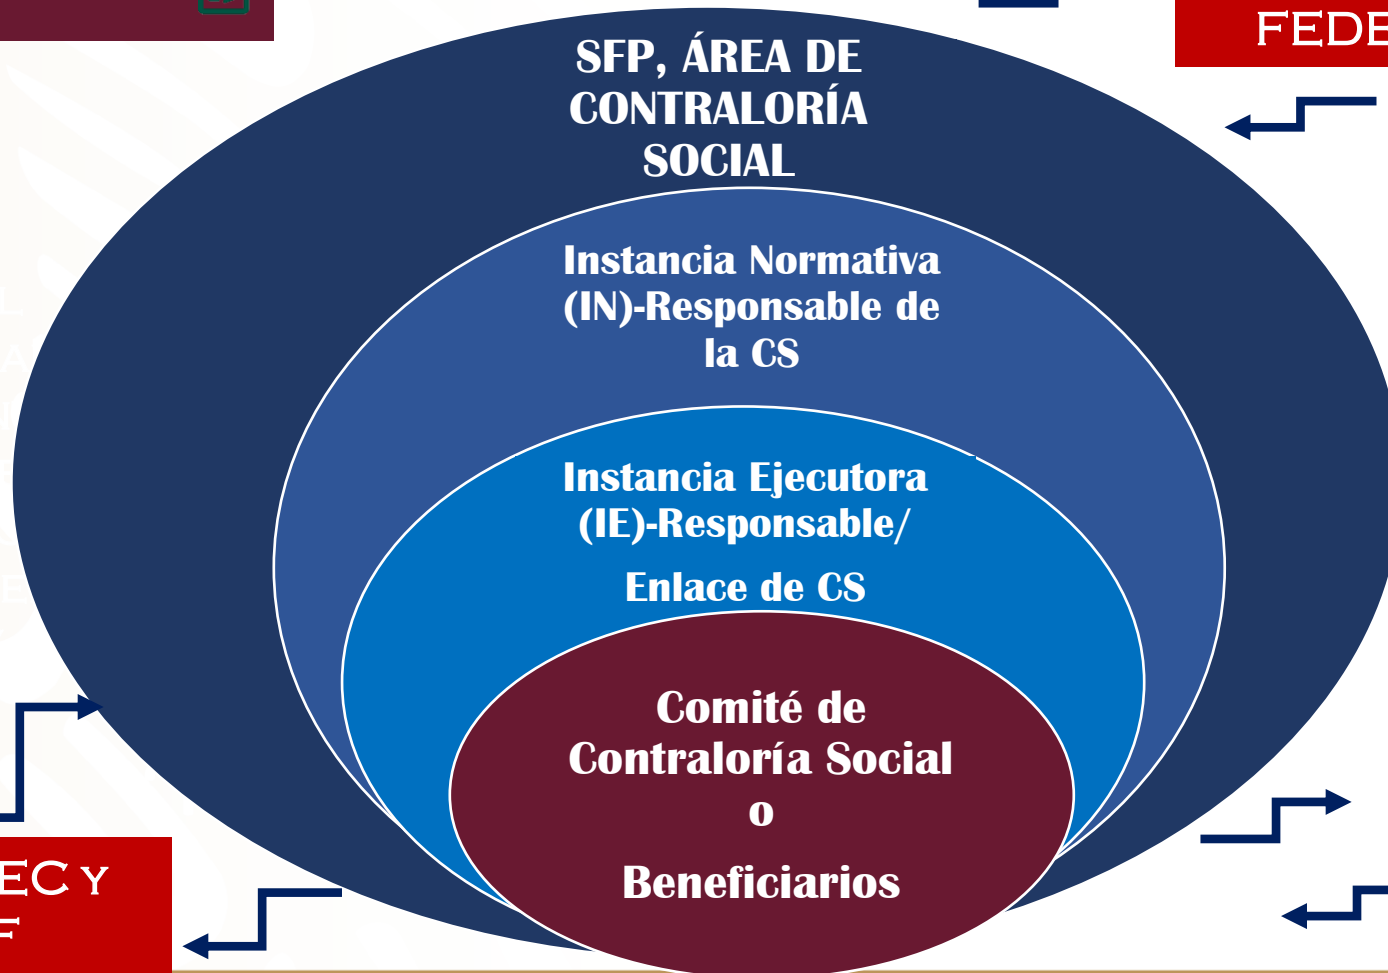 FEDE
SFP, ÁREA DE
CONTRALORÍA
SOCIAL
Instancia Normativa
(IN)-Responsable de
la CS
Instancia Ejecutora
(IE)-Responsable/
Enlace de CS
Comité de
Contraloría Social
o
Beneficiarios
EC Y
F